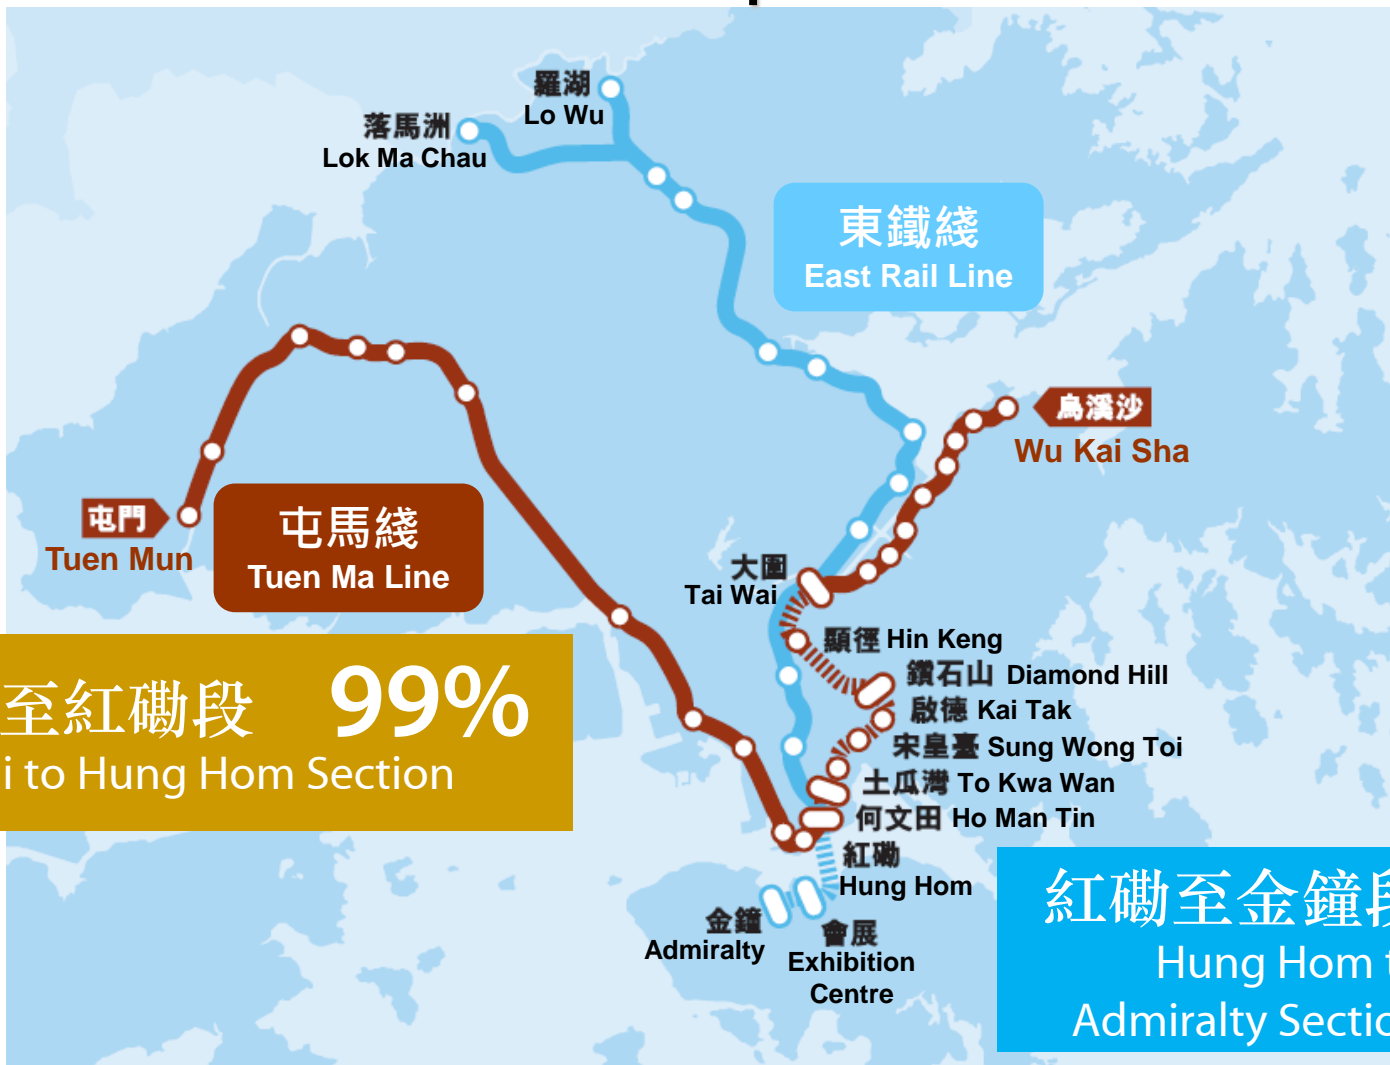 羅湖
Lo Wu
落馬洲
Lok Ma Chau
東鐵綫
East Rail Line
烏溪沙
Wu Kai Sha
屯門
Tuen Mun
屯馬綫
Tuen Ma Line
大圍
Tai Wai
顯徑 Hin Keng
鑽石山 Diamond Hill
啟德 Kai Tak
宋皇臺 Sung Wong Toi
土瓜灣 To Kwa Wan
何文田 Ho Man Tin
紅磡
Hung Hom
至紅磡段 99%
i to Hung Hom Section
金鐘
Admiralty
會展
Exhibition
Centre
紅磡至金鐘段
Hung Hom t
Admiralty Sectio